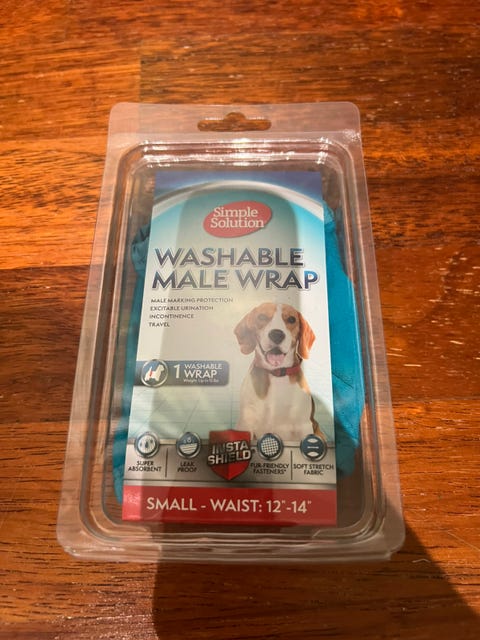 Simple
Solution
WASHABLE
MALE WRAP
MALE MARKING PROTECTION
EXCITABLE URINATION
INCONTINENCE
TRAVEL
1 WASHABLE
WRAP
INSTA
SHIELD
SUPER
ABSORBENT
LEAK
PROOF
FUR-FRIENDLY
FASTENERS*
SOFT STRETCH
FABRIC
SMALL - WAIST: 12"-14"